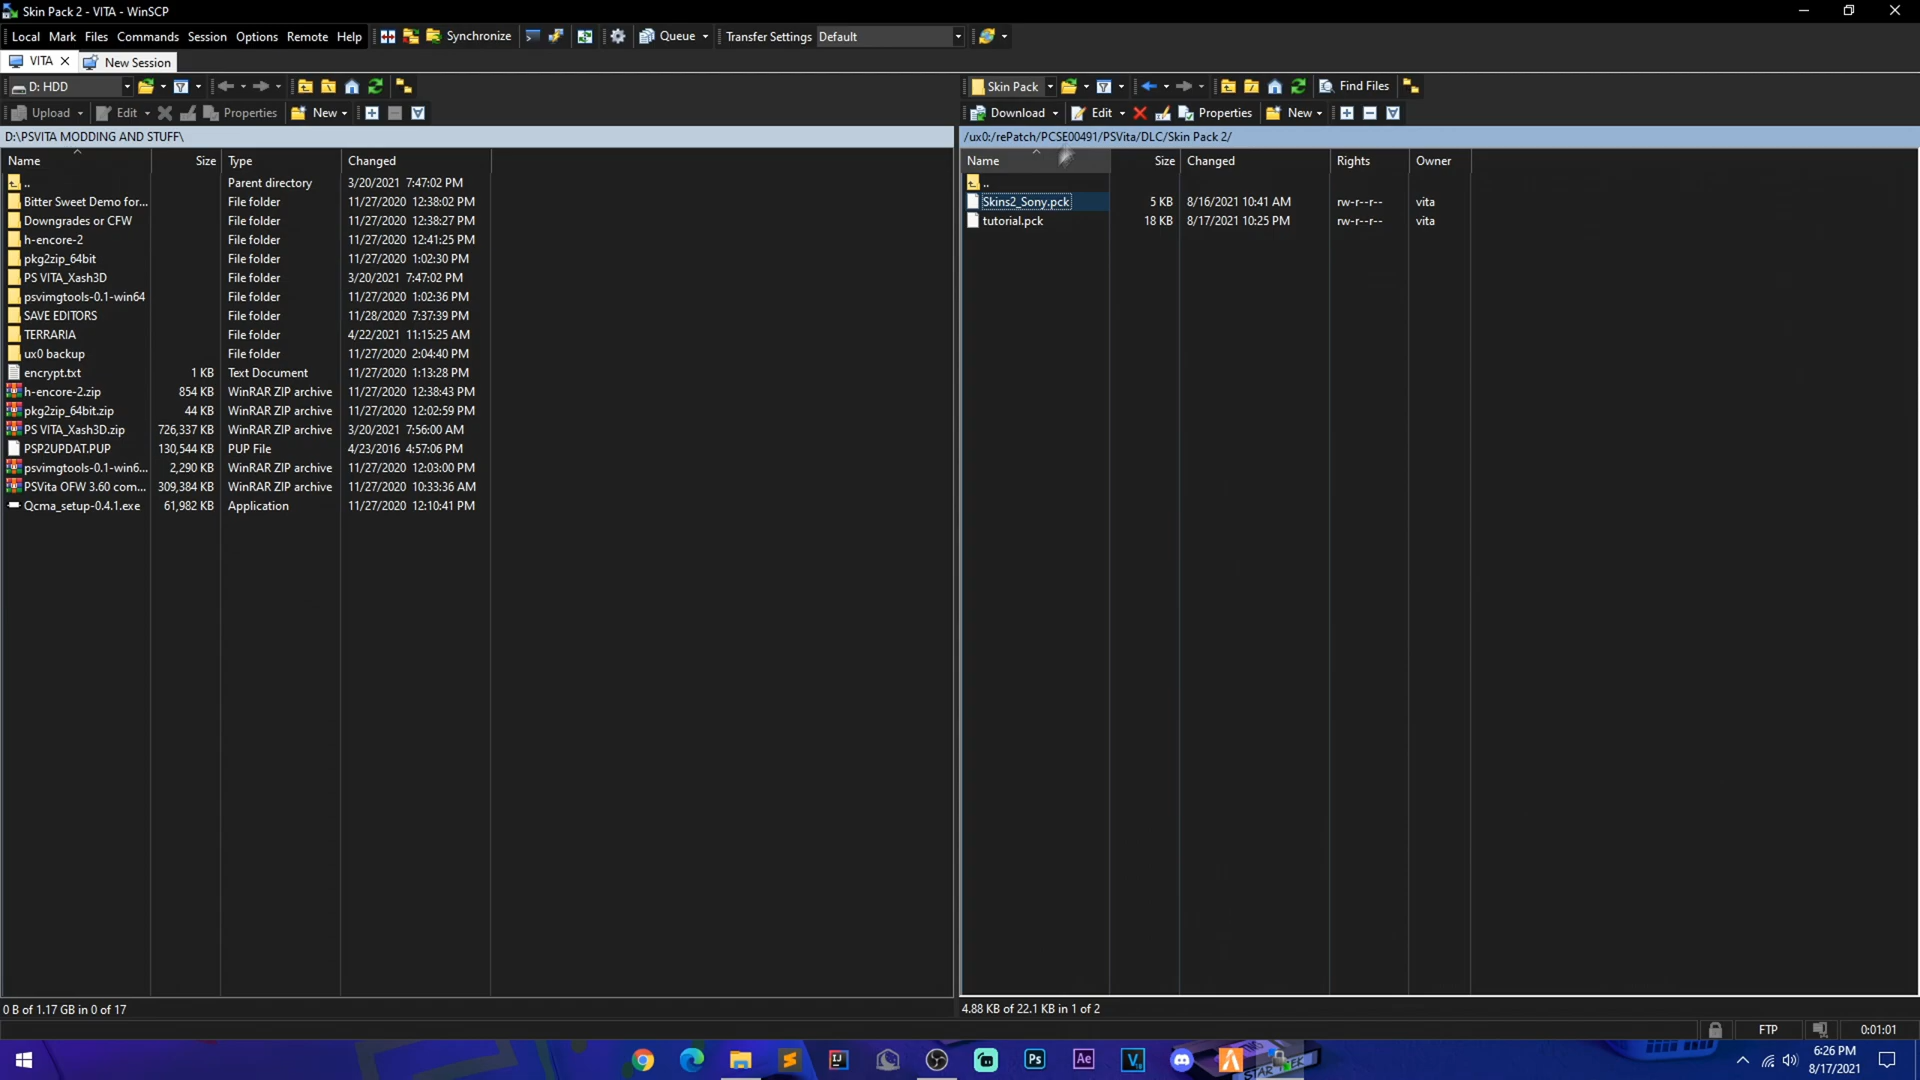 Skin Pack 2 - VITA - WinSCP
Local Mark Files Commands Session Options Remote Help Synchronize Queue Transfer Settings Default
VITA New Session
D: HDD
Skin Pack Find Files
Upload Edit Properties New
Download Edit Properties New
D:\PSVITA MODDING AND STUFF\
/ux0:/rePatch/PCSE00491/PSVita/DLC/Skin Pack 2/
Name Size Type Changed
.. Parent directory 3/20/2021 7:47:02 PM
Bitter Sweet Demo for... File folder 11/27/2020 12:38:02 PM
Downgrades or CFW File folder 11/27/2020 12:38:27 PM
h-encore-2 File folder 11/27/2020 12:41:25 PM
pkg2zip_64bit File folder 11/27/2020 1:02:30 PM
PS VITA_Xash3D File folder 3/20/2021 7:47:02 PM
psvimgtools-0.1-win64 File folder 11/27/2020 1:02:36 PM
SAVE EDITORS File folder 11/28/2020 7:37:39 PM
TERRARIA File folder 4/22/2021 11:15:25 AM
ux0 backup File folder 11/27/2020 2:04:40 PM
encrypt.txt 1 KB Text Document 11/27/2020 1:13:28 PM
h-encore-2.zip 854 KB WinRAR ZIP archive 11/27/2020 12:38:43 PM
pkg2zip_64bit.zip 44 KB WinRAR ZIP archive 11/27/2020 12:02:59 PM
PS VITA_Xash3D.zip 726,337 KB WinRAR ZIP archive 3/20/2021 7:56:00 AM
PSP2UPDAT.PUP 130,544 KB PUP File 4/23/2016 4:57:06 PM
psvimgtools-0.1-win6... 2,290 KB WinRAR ZIP archive 11/27/2020 12:03:00 PM
PSVita OFW 3.60 com... 309,384 KB WinRAR ZIP archive 11/27/2020 10:33:36 AM
Qcma_setup-0.4.1.exe 61,982 KB Application 11/27/2020 12:10:41 PM
Name Size Changed Rights Owner
..
Skins2_Sony.pck 5 KB 8/16/2021 10:41 AM rw-r--r-- vita
tutorial.pck 18 KB 8/17/2021 10:25 PM rw-r--r-- vita
0 B of 1.17 GB in 0 of 17
4.88 KB of 22.1 KB in 1 of 2
FTP 0:01:01
Ps Ae V
6:26 PM
8/17/2021